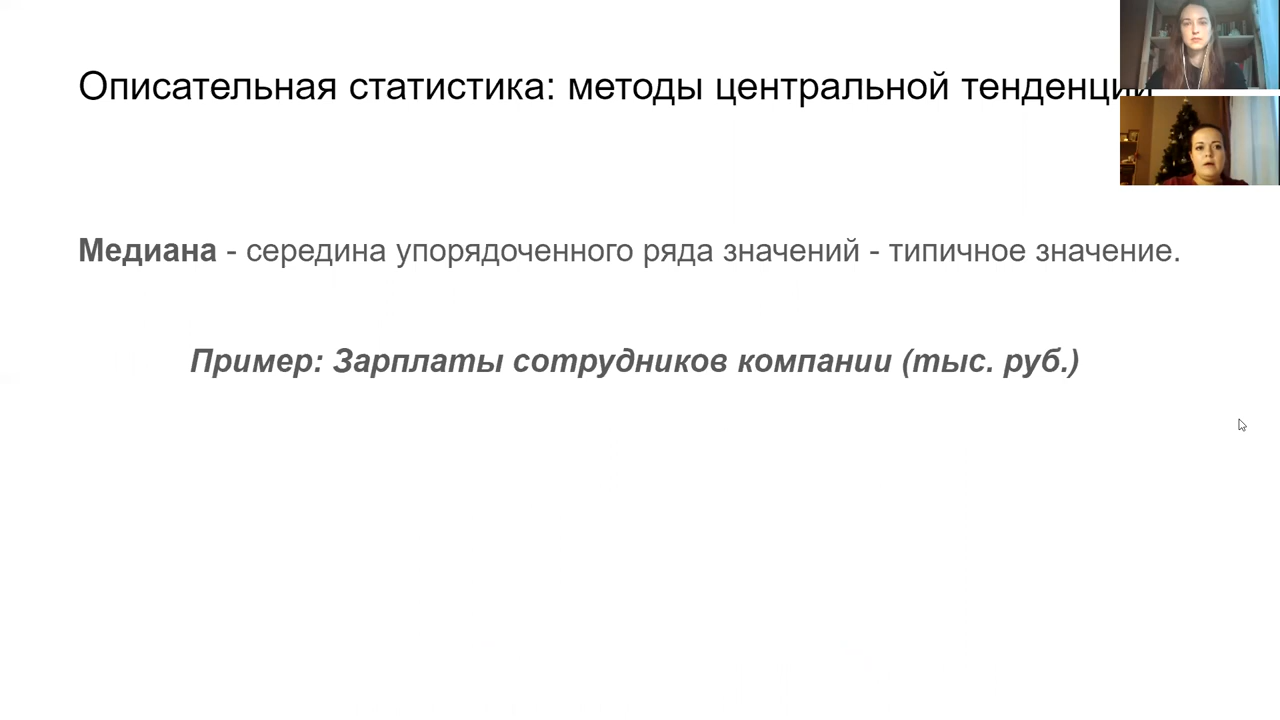 Описательная статистика: методы центральной тенденции
Медиана - середина упорядоченного ряда значений - типичное значение.
Пример: Зарплаты сотрудников компании (тыс. руб.)